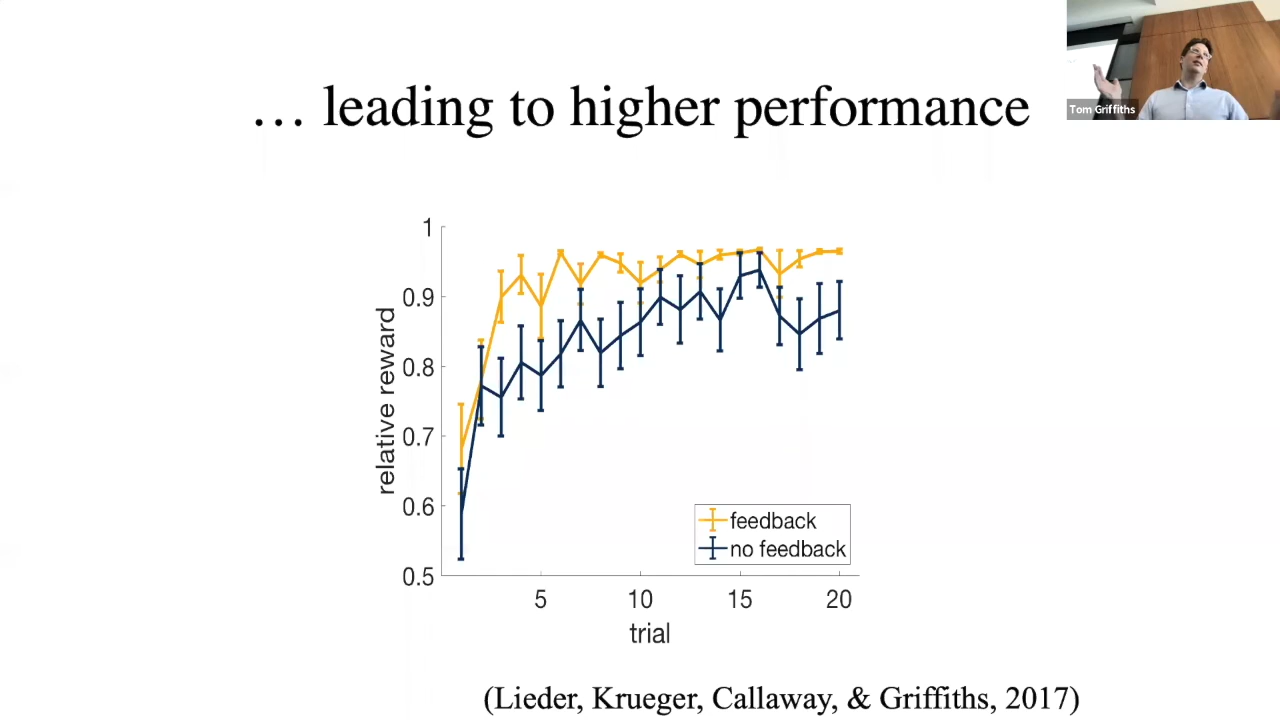 … leading to higher performance
Tom Griffiths
1
0.9
0.8
0.7
0.6
0.5
relative reward
feedback
no feedback
5 10 15 20
trial
(Lieder, Krueger, Callaway, & Griffiths, 2017)